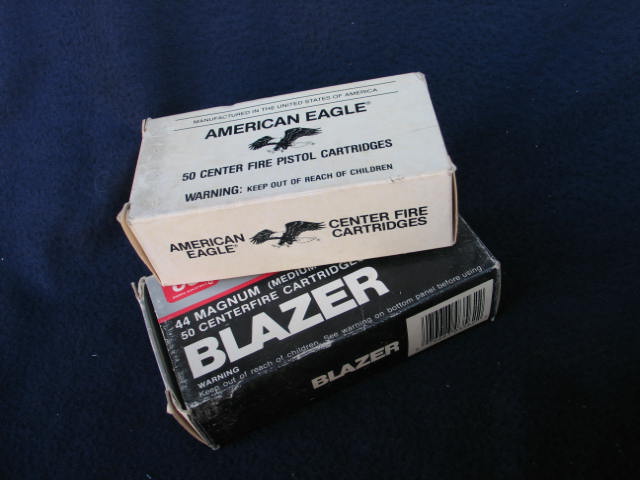 MANUFACTURED IN THE UNITED STATES OF AMERICA
AMERICAN EAGLE®
50 CENTER FIRE PISTOL CARTRIDGES
WARNING: KEEP OUT OF REACH OF CHILDREN
AMERICAN EAGLE
CENTER FIRE CARTRIDGES
44 MAGNUM (MEDIUM
50 CENTERFIRE CARTRIDGE
BLAZER
WARNING
Keep out of reach of children. See warning on bottom panel before using
BLAZER